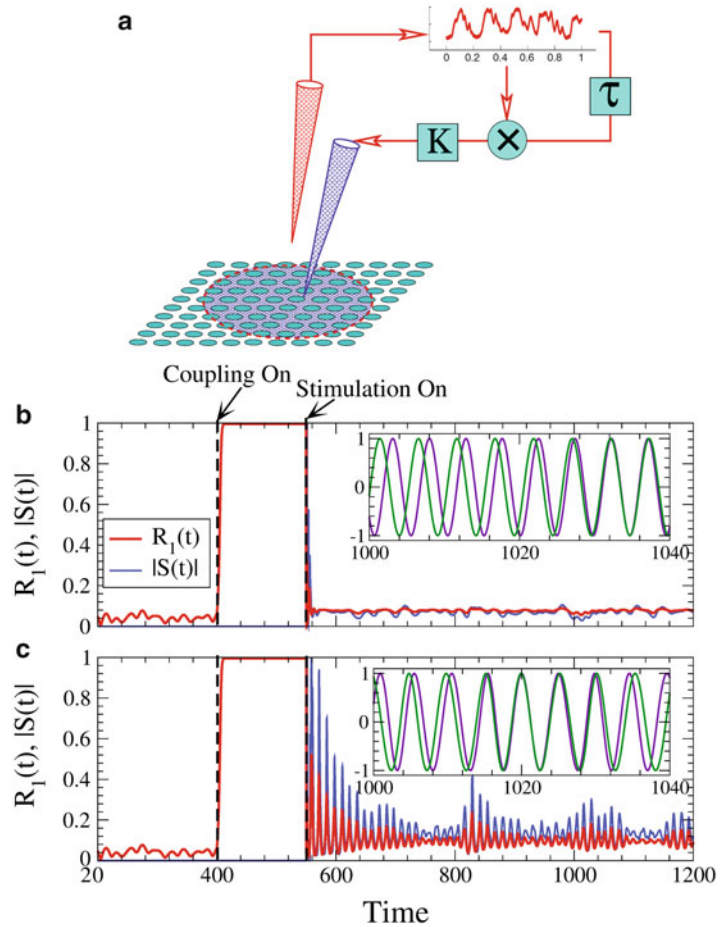 a
0 0.2 0.4 0.6 0.8 1
τ
K ×
Coupling On
Stimulation On
b
1
0.8
0.6
0.4
0.2
0
R₁(t), |S(t)|
R₁(t)
|S(t)|
1
0
-1
1000 1020 1040
c
1
0.8
0.6
0.4
0.2
0
R₁(t), |S(t)|
1
0
-1
1000 1020 1040
20 400 600 800 1000 1200
Time